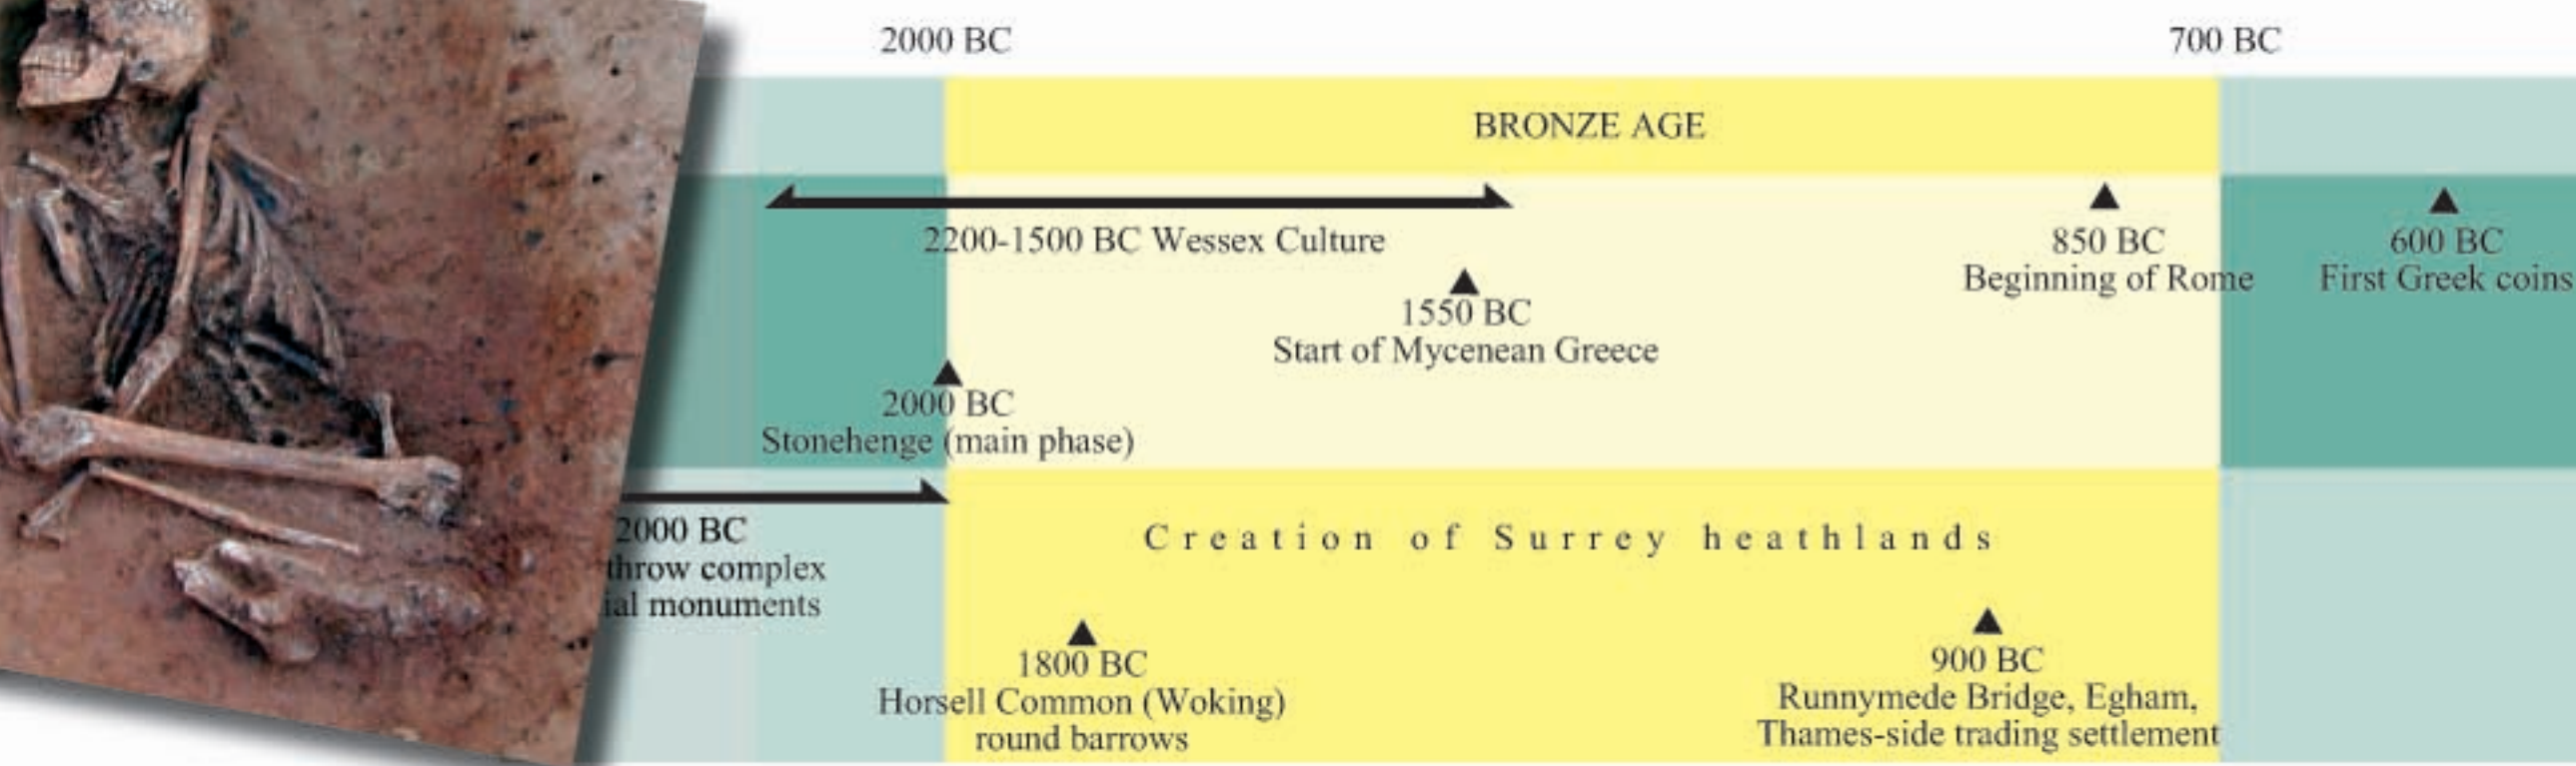 2000 BC
700 BC
BRONZE AGE
2200-1500 BC Wessex Culture
850 BC
Beginning of Rome
600 BC
First Greek coins
1550 BC
Start of Mycenean Greece
2000 BC
Stonehenge (main phase)
2000 BC
complex
monuments
Creation of Surrey heathlands
1800 BC
Horsell Common (Woking)
round barrows
900 BC
Runnymede Bridge, Egham,
Thames-side trading settlement